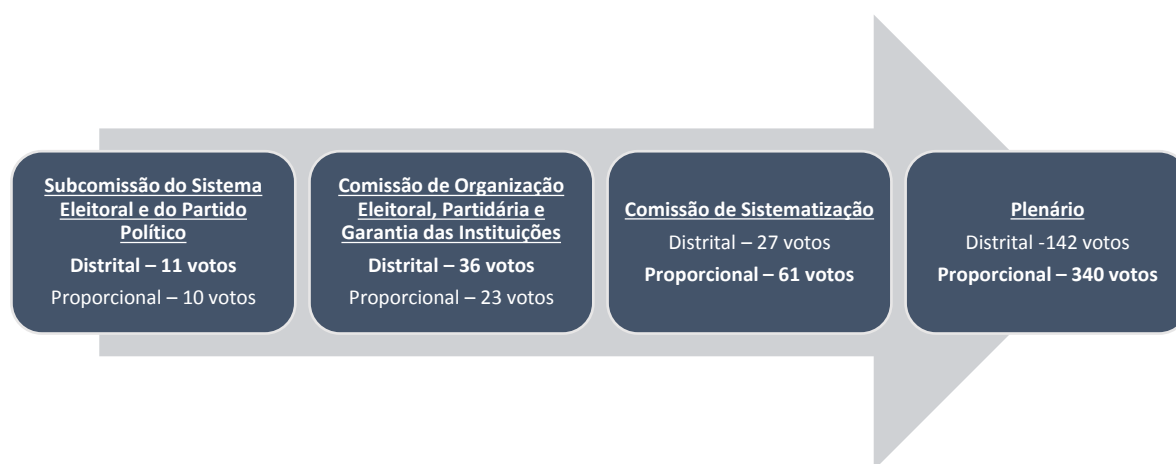 Subcomissão do Sistema
Eleitoral e do Partido
Político
Distrital – 11 votos
Proporcional – 10 votos
Comissão de Organização
Eleitoral, Partidária e
Garantia das Instituições
Distrital – 36 votos
Proporcional – 23 votos
Comissão de Sistematização
Distrital – 27 votos
Proporcional – 61 votos
Plenário
Distrital -142 votos
Proporcional – 340 votos